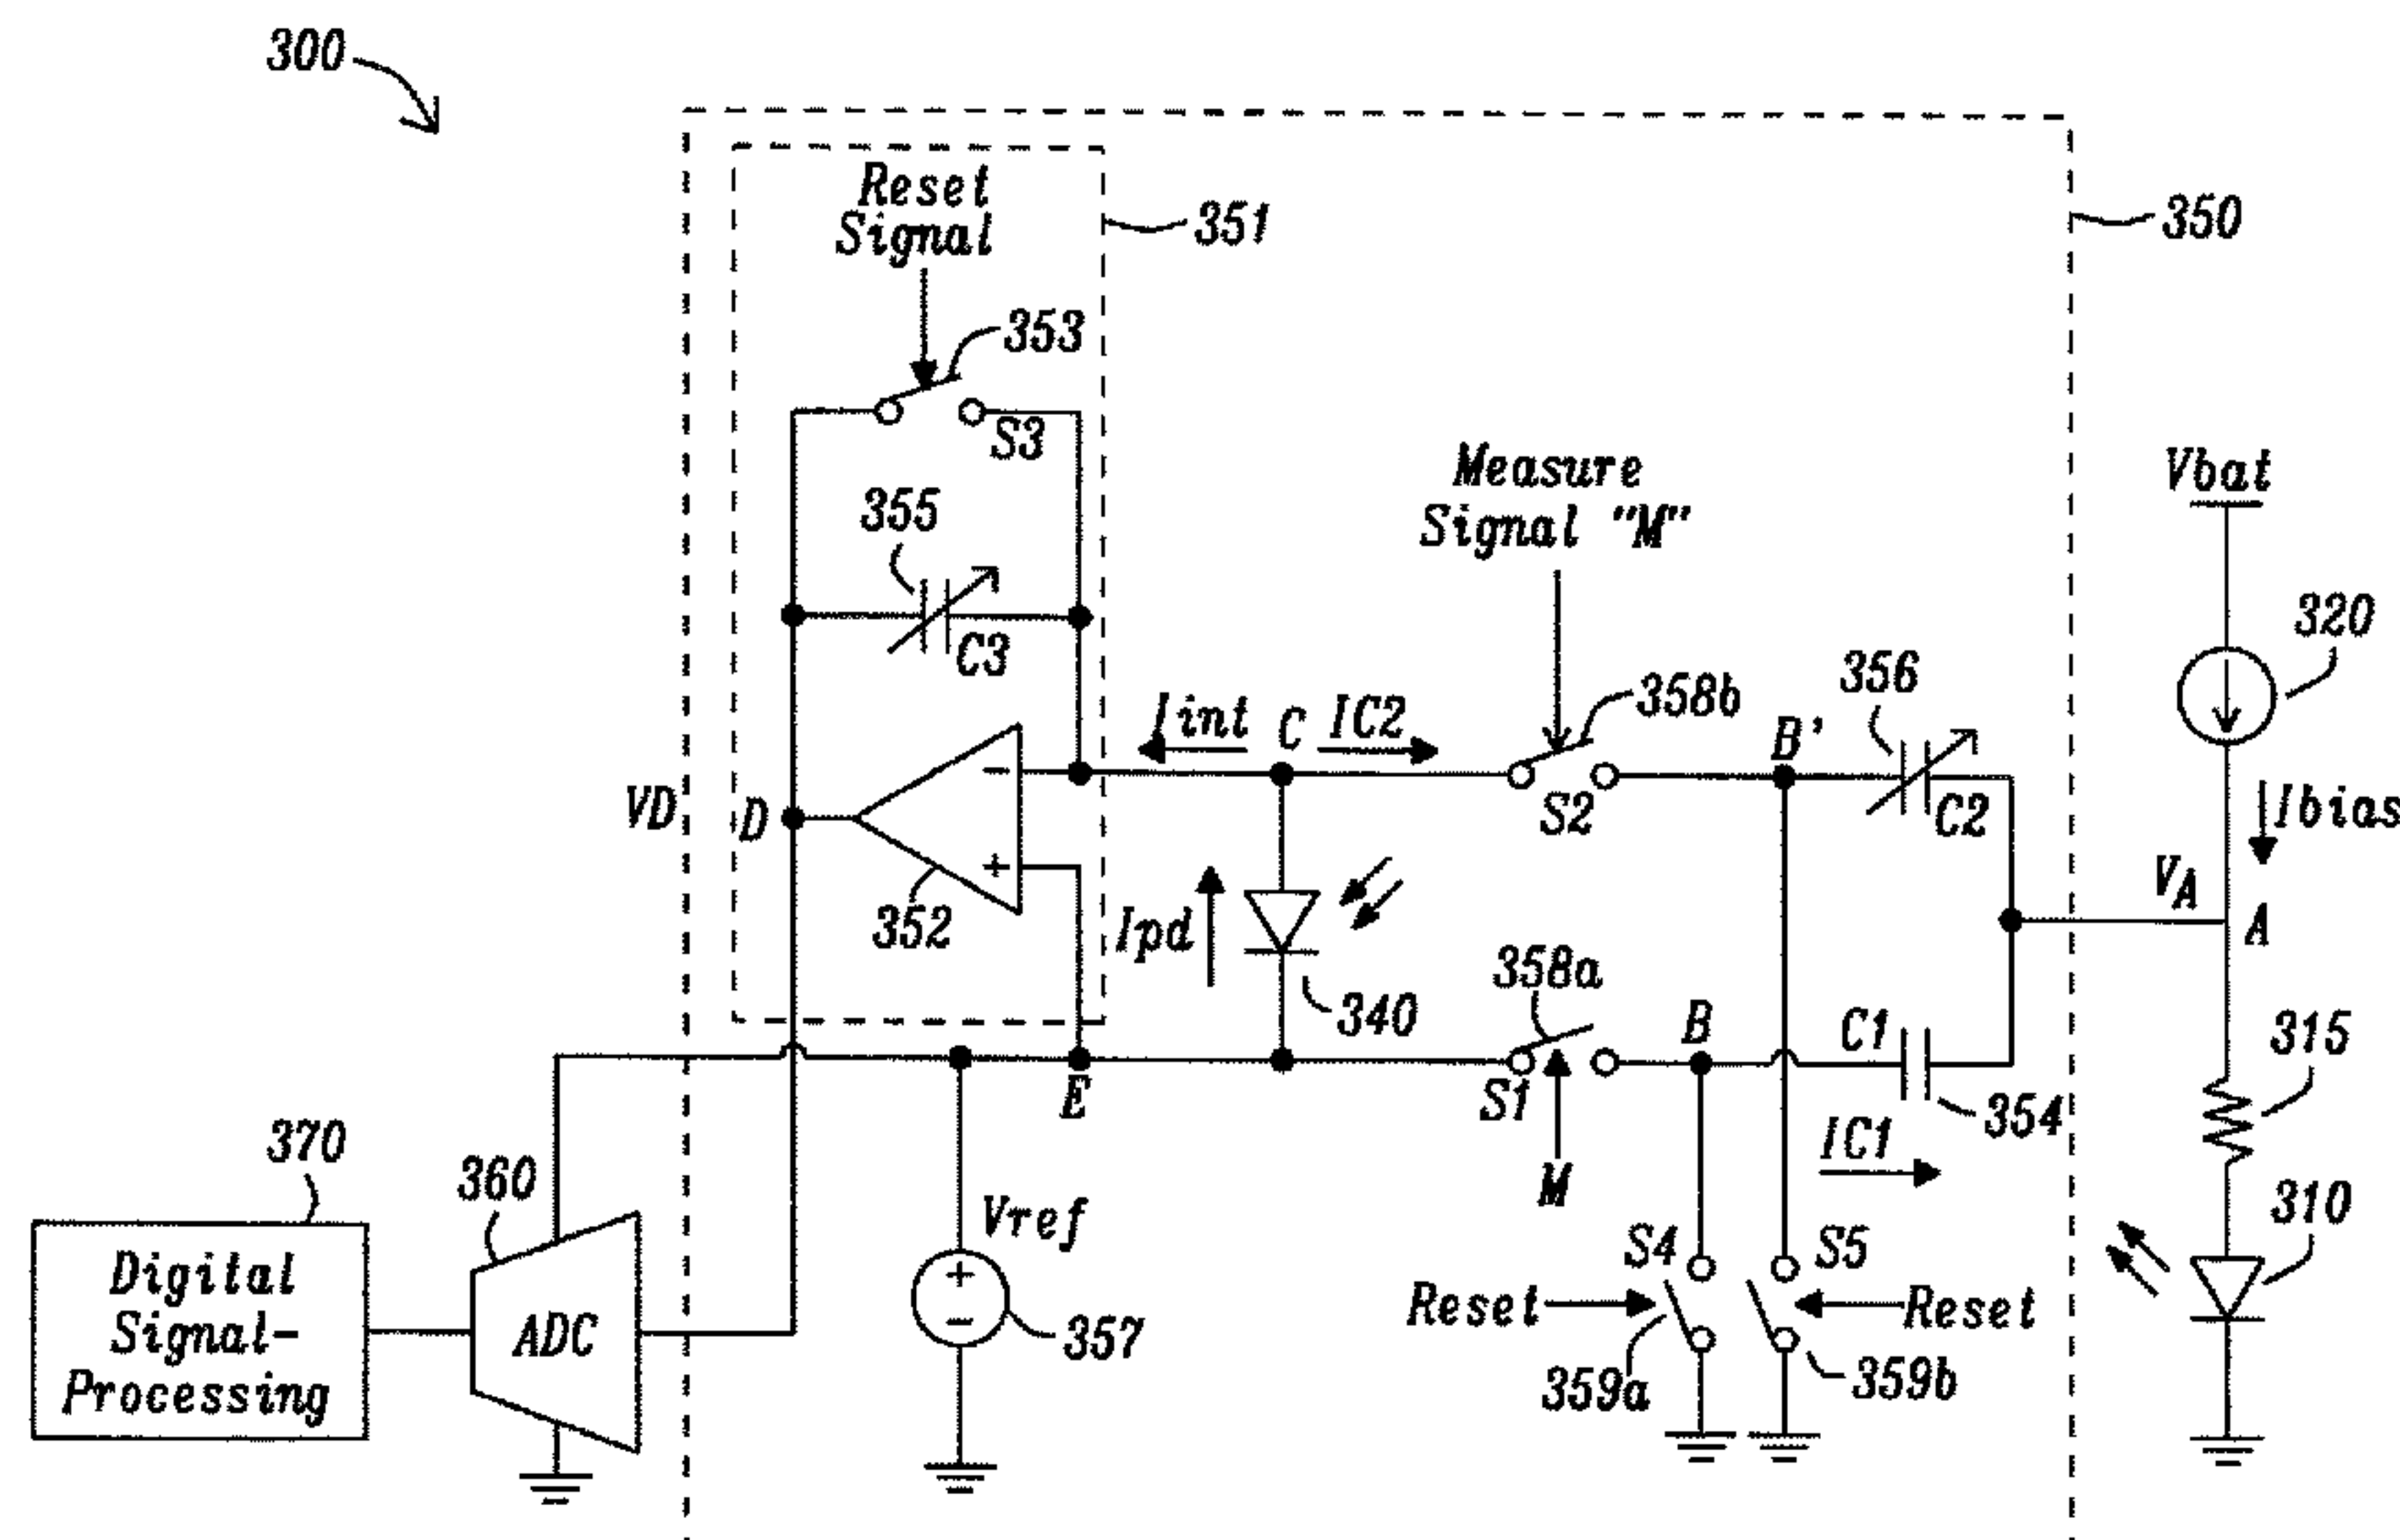 300
Reset
Signal
351
350
353
S3
355
C3
Measure
Signal "M"
Vbat
320
Iint
C
IC2
358b
356
B'
S2
C2
Ibias
VD
D
−
+
352
Ipd
340
358a
VA
A
S1
B
C1
354
315
E
M
IC1
370
360
Vref
310
S4
S5
Digital
Signal-
Processing
ADC
+
−
357
Reset
Reset
359a
359b